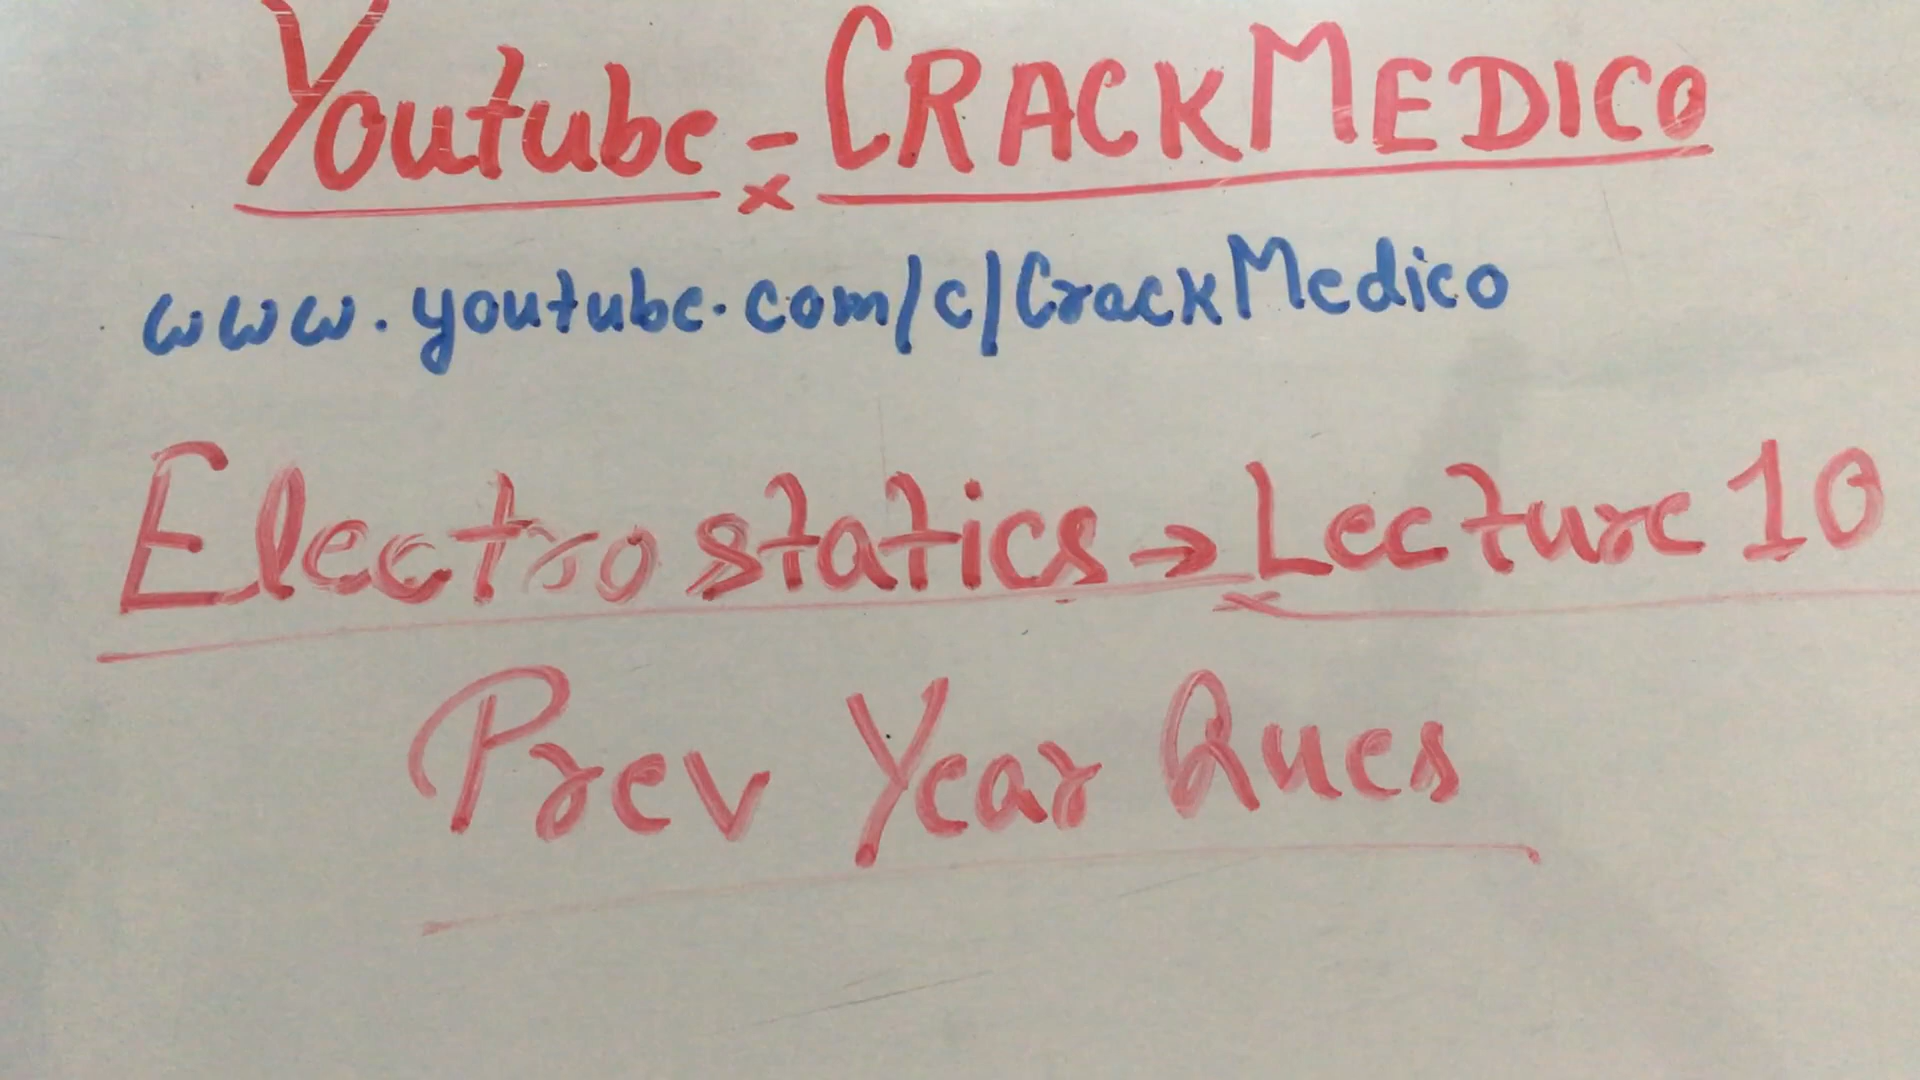 Youtube - CRACKMEDICO
www.youtube.com/c/CrackMedico
Electrostatics → Lecture 10
Prev Year Ques